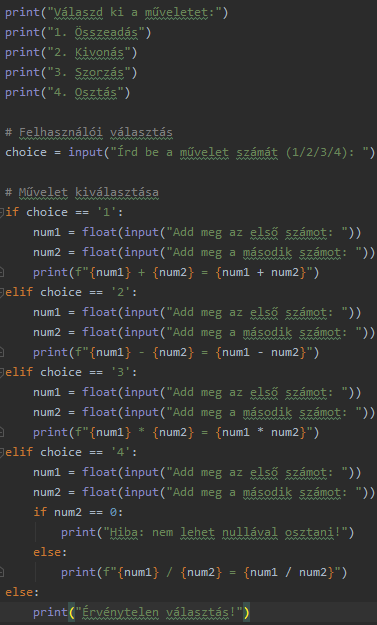 print("Válaszd ki a műveletet:")
print("1. Összeadás")
print("2. Kivonás")
print("3. Szorzás")
print("4. Osztás")
# Felhasználói választás
choice = input("Írd be a művelet számát (1/2/3/4): ")
# Művelet kiválasztása
if choice == '1':
    num1 = float(input("Add meg az első számot: "))
    num2 = float(input("Add meg a második számot: "))
    print(f"{num1} + {num2} = {num1 + num2}")
elif choice == '2':
    num1 = float(input("Add meg az első számot: "))
    num2 = float(input("Add meg a második számot: "))
    print(f"{num1} - {num2} = {num1 - num2}")
elif choice == '3':
    num1 = float(input("Add meg az első számot: "))
    num2 = float(input("Add meg a második számot: "))
    print(f"{num1} * {num2} = {num1 * num2}")
elif choice == '4':
    num1 = float(input("Add meg az első számot: "))
    num2 = float(input("Add meg a második számot: "))
    if num2 == 0:
        print("Hiba: nem lehet nullával osztani!")
    else:
        print(f"{num1} / {num2} = {num1 / num2}")
else:
    print("Érvénytelen választás!")